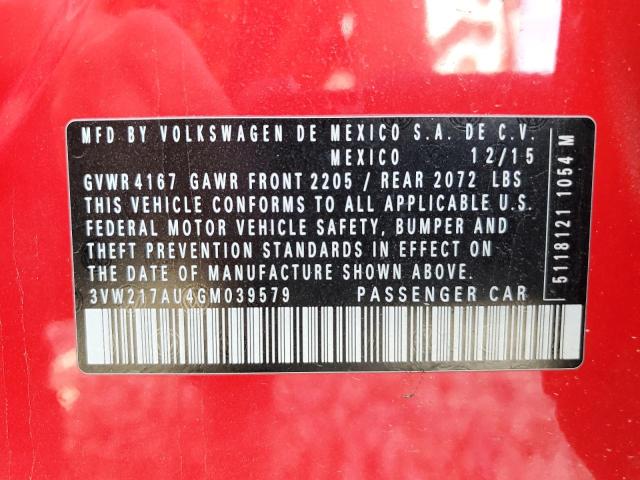 MFD BY VOLKSWAGEN DE MEXICO S.A. DE C.V.
MEXICO 12/15
GVWR 4167 GAWR FRONT 2205 / REAR 2072 LBS
THIS VEHICLE CONFORMS TO ALL APPLICABLE U.S.
FEDERAL MOTOR VEHICLE SAFETY, BUMPER AND
THEFT PREVENTION STANDARDS IN EFFECT ON
THE DATE OF MANUFACTURE SHOWN ABOVE.
3VW217AU4GM039579 PASSENGER CAR
5118121 1054 M